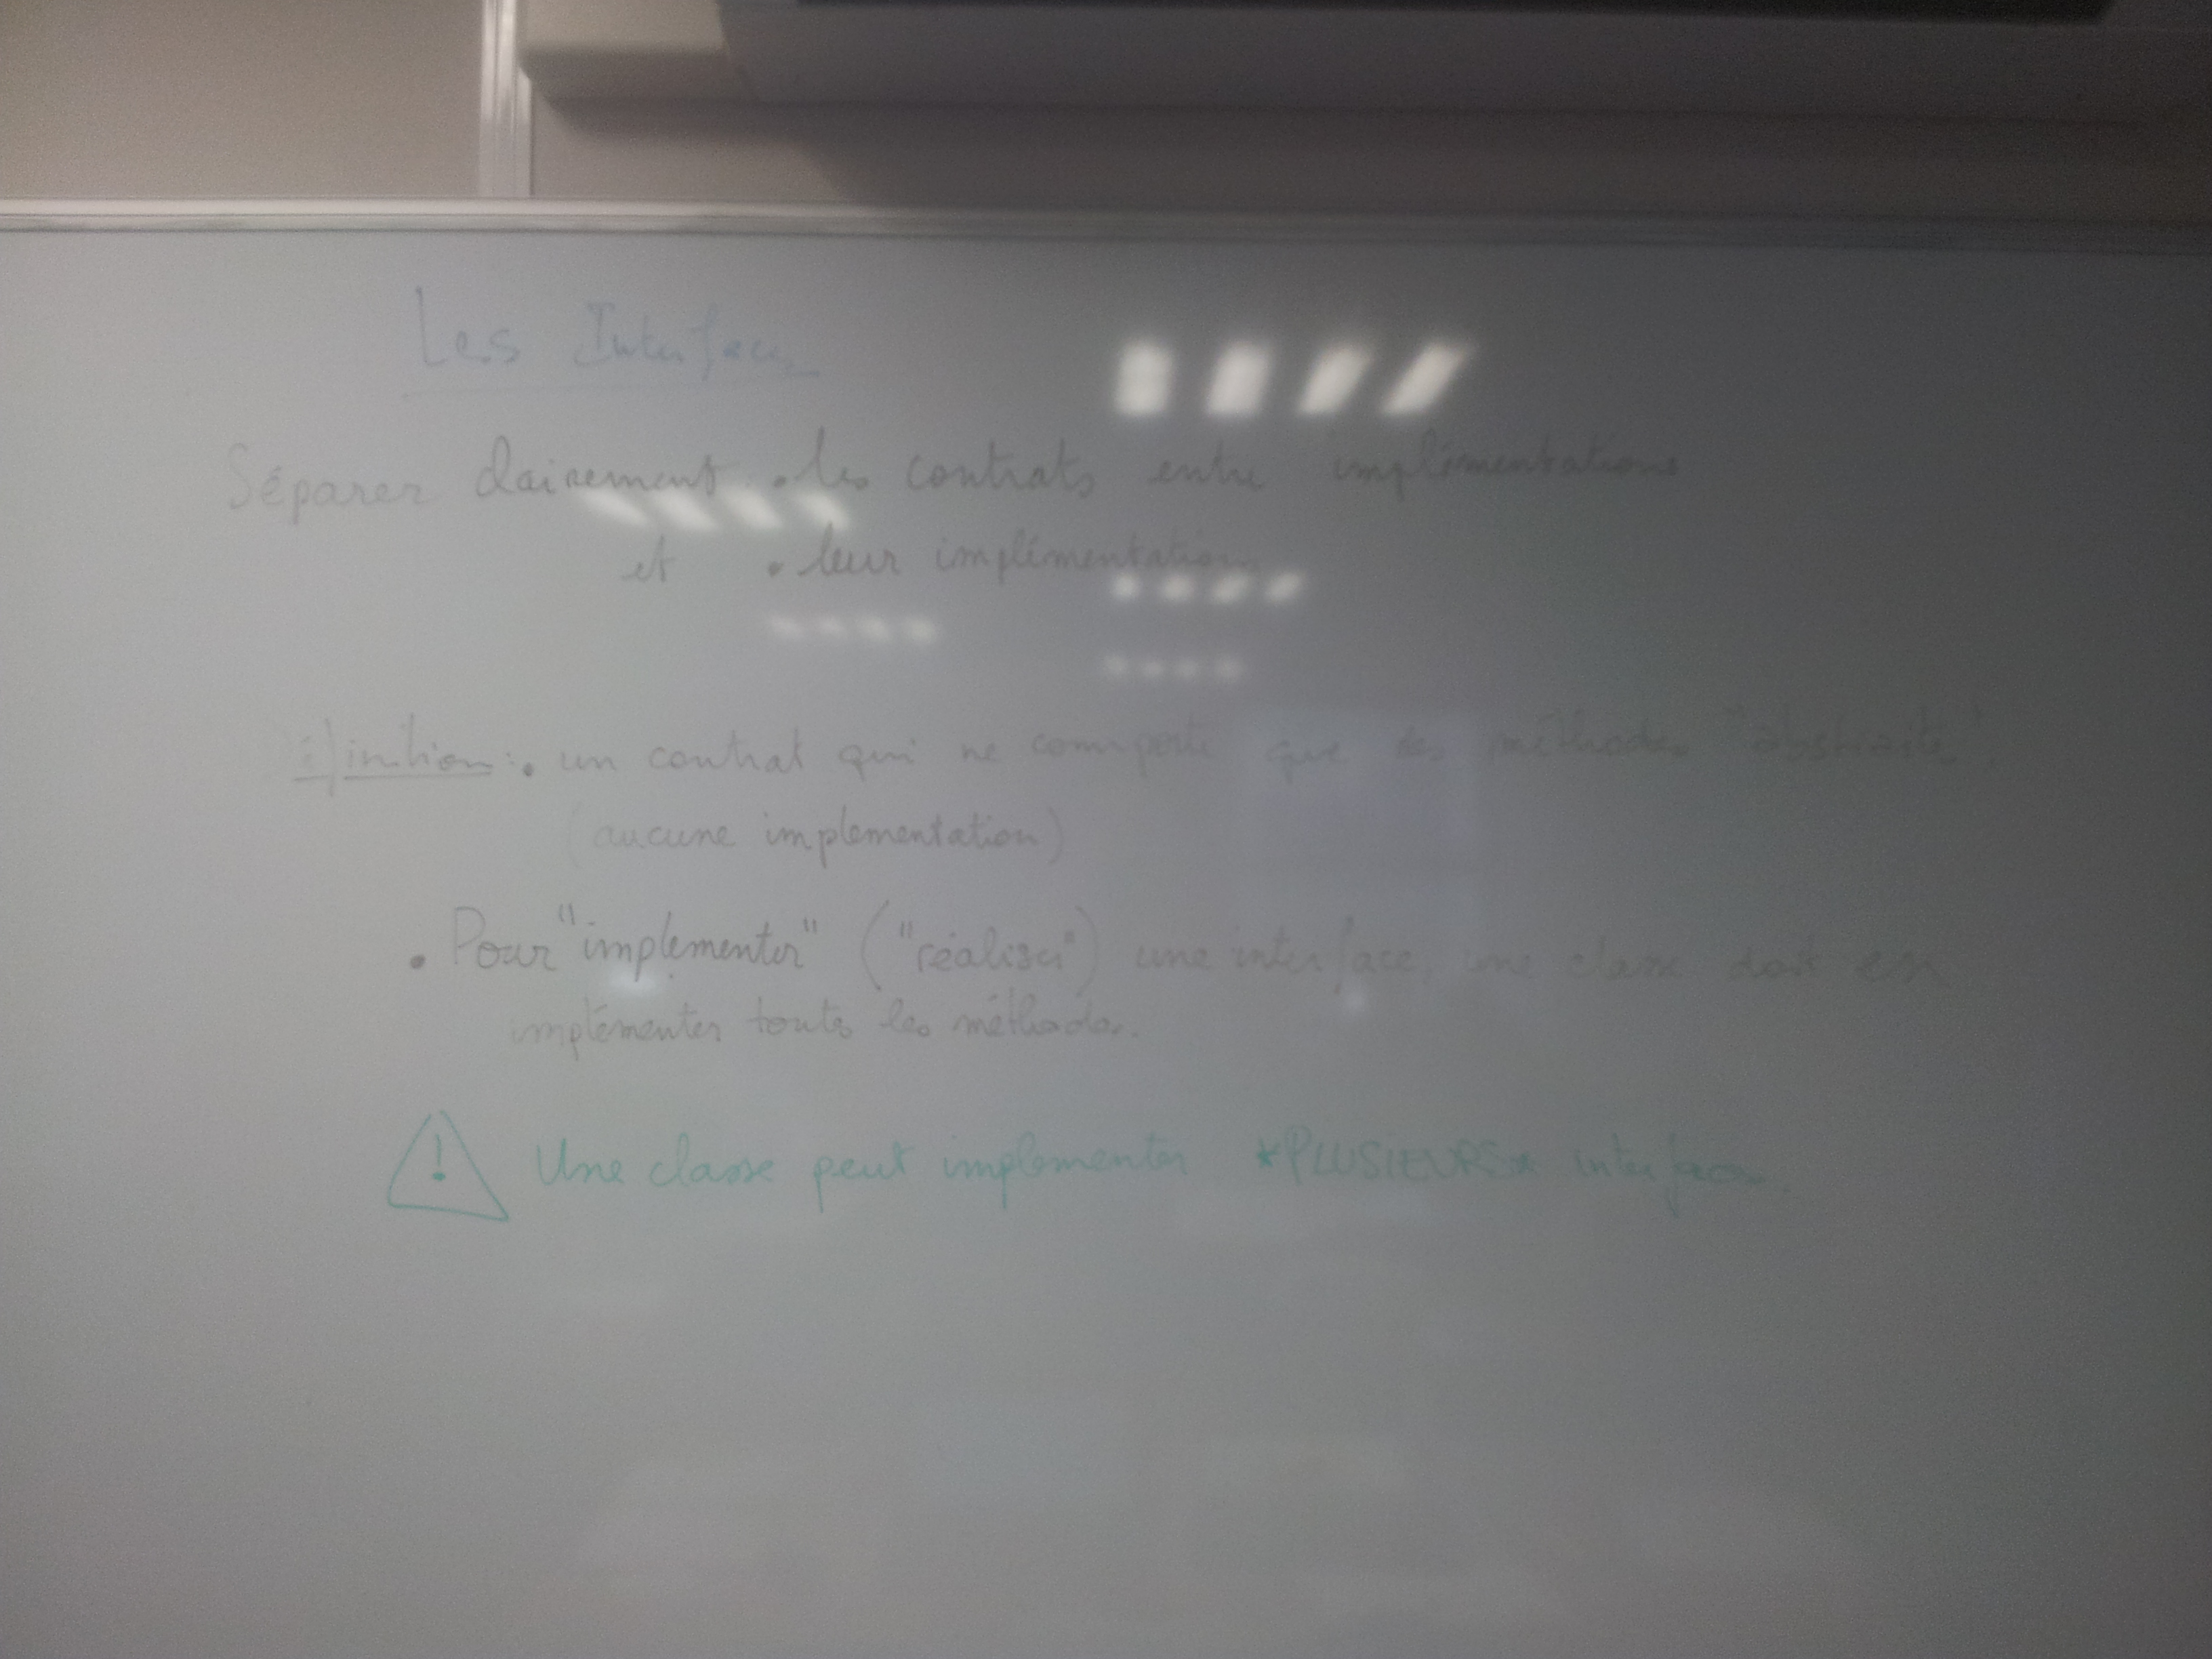 Les Interfaces
Séparer clairement • les contrats entre implémentations
et • leur implémentation
Définition : • un contrat qui ne comporte que des méthodes "abstraites".
(aucune implementation)
• Pour "implementer" ("réaliser") une interface, une classe doit en
implémenter toutes les méthodes.
! Une classe peut implementer *PLUSIEURS* interfaces.